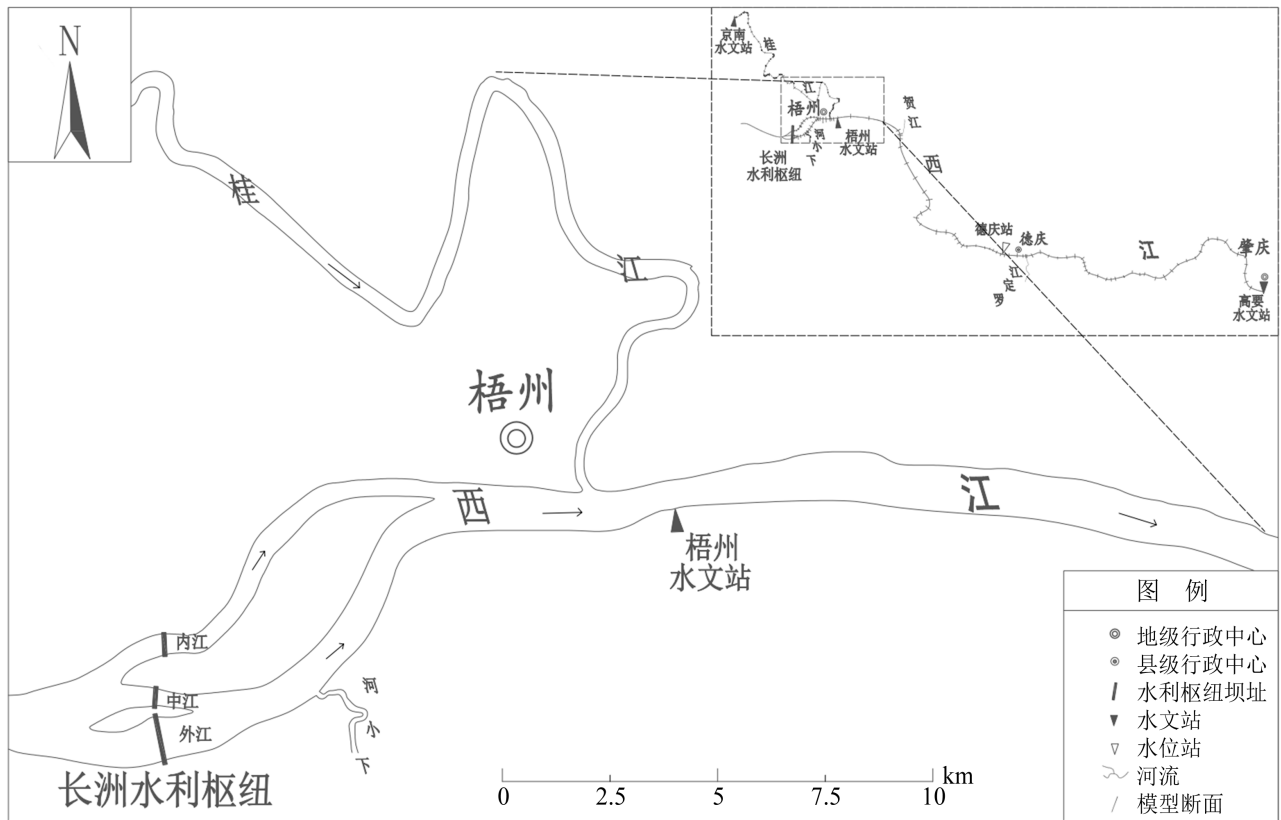 N
京南
水文站
桂
江
梧州
贺
江
长洲
水利枢纽
下
小
河
梧州
水文站
西
德庆站
德庆
江
罗
定
江
肇庆
高要
水文站
桂
江
梧州
西
江
梧州
水文站
内江
中江
外江
河
小
下
长洲水利枢纽
km
0 2.5 5 7.5 10
图 例
地级行政中心
县级行政中心
水利枢纽坝址
水文站
水位站
河流
模型断面